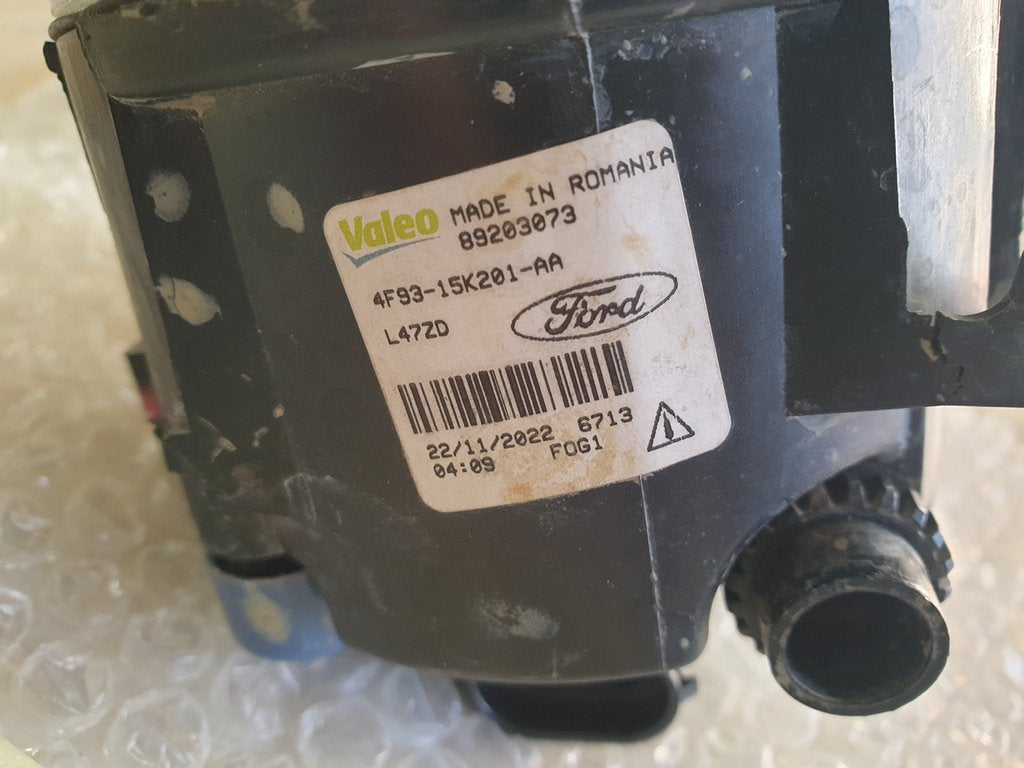 Valeo MADE IN ROMANIA
89203073
4F93-15K201-AA
L47ZD Ford
22/11/2022 6713
04:09 FOG1